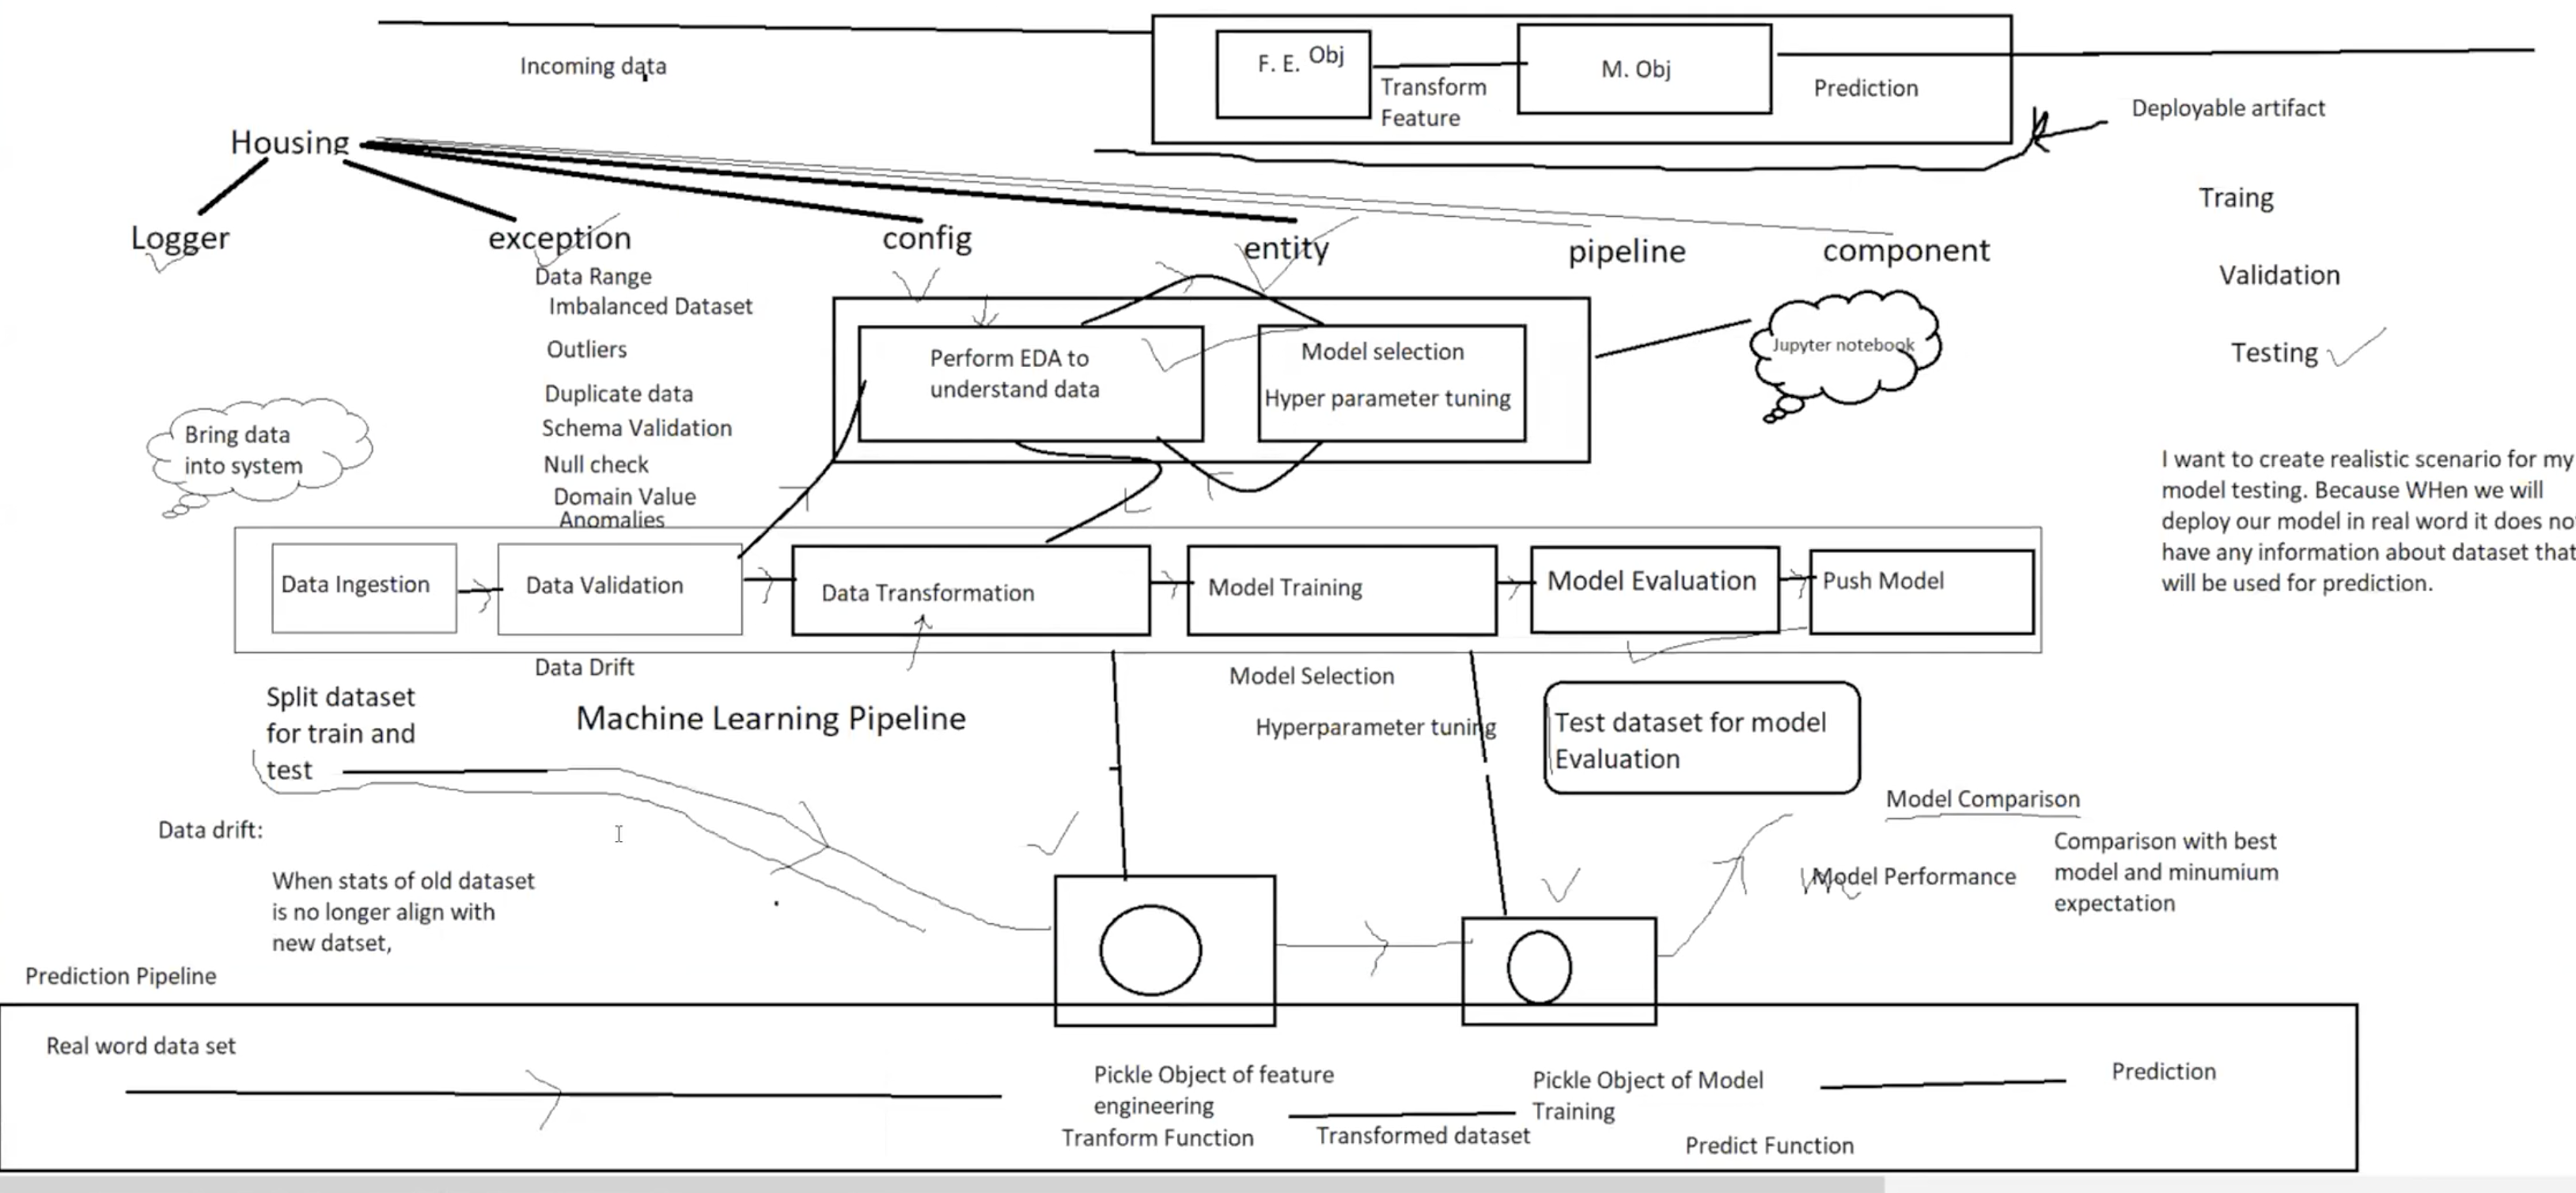 Incoming data
F. E. Obj
Transform
Feature
M. Obj
Prediction
Deployable artifact
Housing
Logger
exception
config
entity
pipeline
component
Traing
Validation
Testing
Data Range
Imbalanced Dataset
Outliers
Duplicate data
Schema Validation
Null check
Domain Value
Anomalies
Perform EDA to
understand data
Model selection
Hyper parameter tuning
Jupyter notebook
Bring data
into system
I want to create realistic scenario for my
model testing. Because WHen we will
deploy our model in real word it does no
have any information about dataset that
will be used for prediction.
Data Ingestion
Data Validation
Data Transformation
Model Training
Model Evaluation
Push Model
Data Drift
Split dataset
for train and
test
Machine Learning Pipeline
Model Selection
Hyperparameter tuning
Test dataset for model
Evaluation
Data drift:
When stats of old dataset
is no longer align with
new datset,
Model Comparison
Model Performance
Comparison with best
model and minumium
expectation
Prediction Pipeline
Real word data set
Pickle Object of feature
engineering
Tranform Function
Transformed dataset
Pickle Object of Model
Training
Predict Function
Prediction